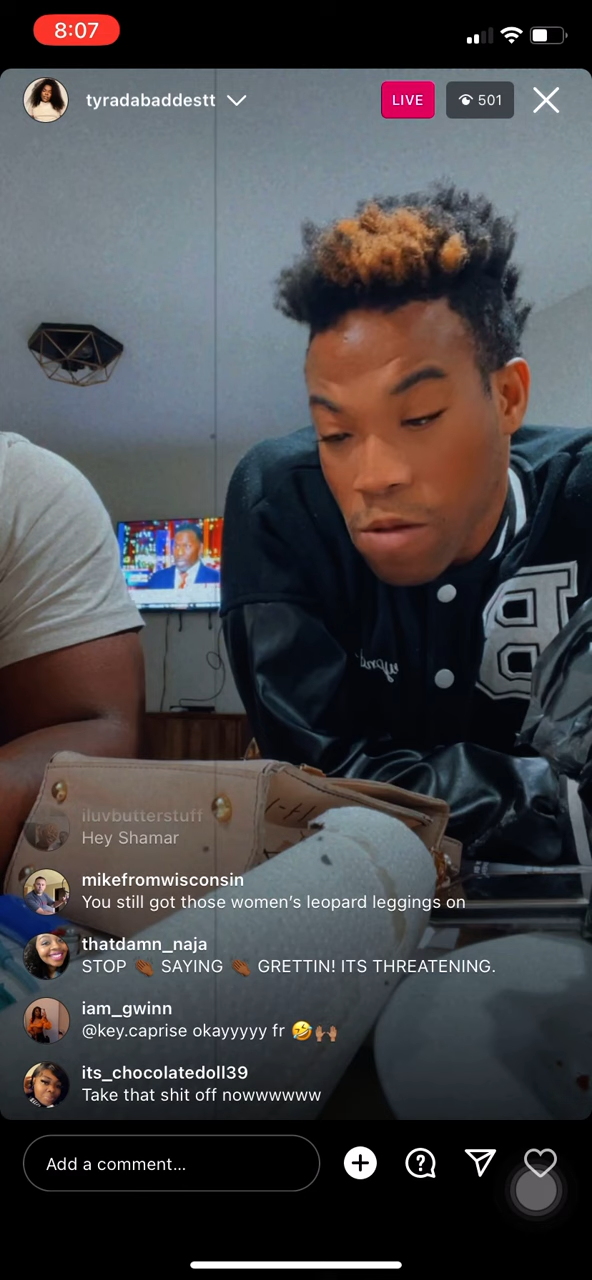 8:07
tyradabaddestt
LIVE
501
B
iluvbutterstuff
Hey Shamar
mikefromwisconsin
You still got those women's leopard leggings on
thatdamn_naja
STOP 👏🏾 SAYING 👏🏾 GRETTIN! ITS THREATENING.
iam_gwinn
@key.caprise okayyyyy fr 🤣🙌🏽
its_chocolatedoll39
Take that shit off nowwwwww
Add a comment...